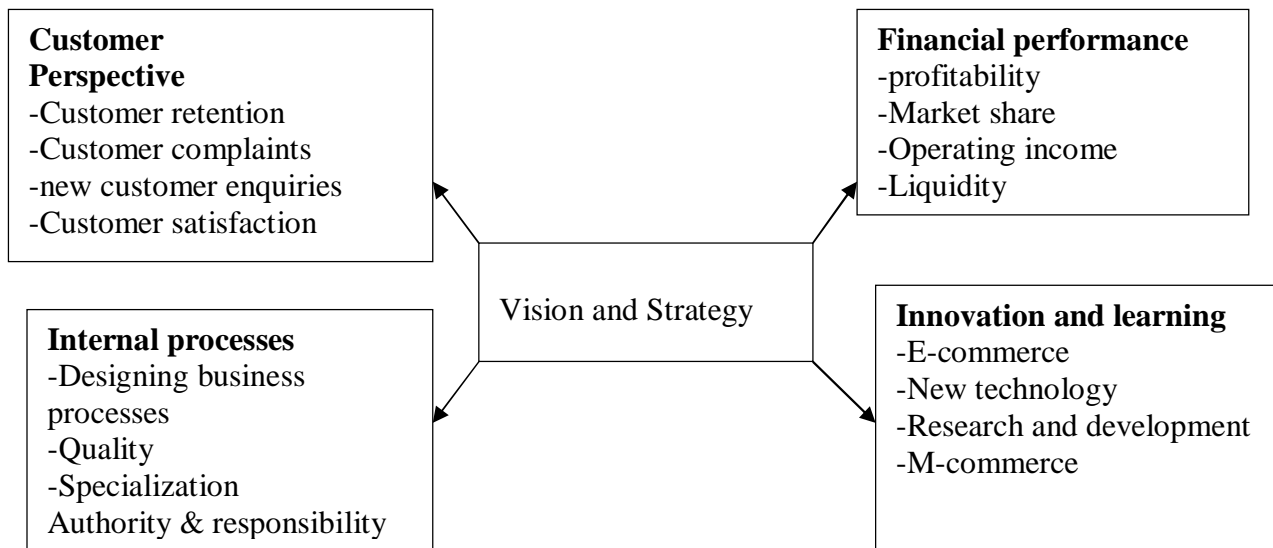 Customer
Perspective
-Customer retention
-Customer complaints
-new customer enquiries
-Customer satisfaction
Financial performance
-profitability
-Market share
-Operating income
-Liquidity
Vision and Strategy
Internal processes
-Designing business
processes
-Quality
-Specialization
Authority & responsibility
Innovation and learning
-E-commerce
-New technology
-Research and development
-M-commerce